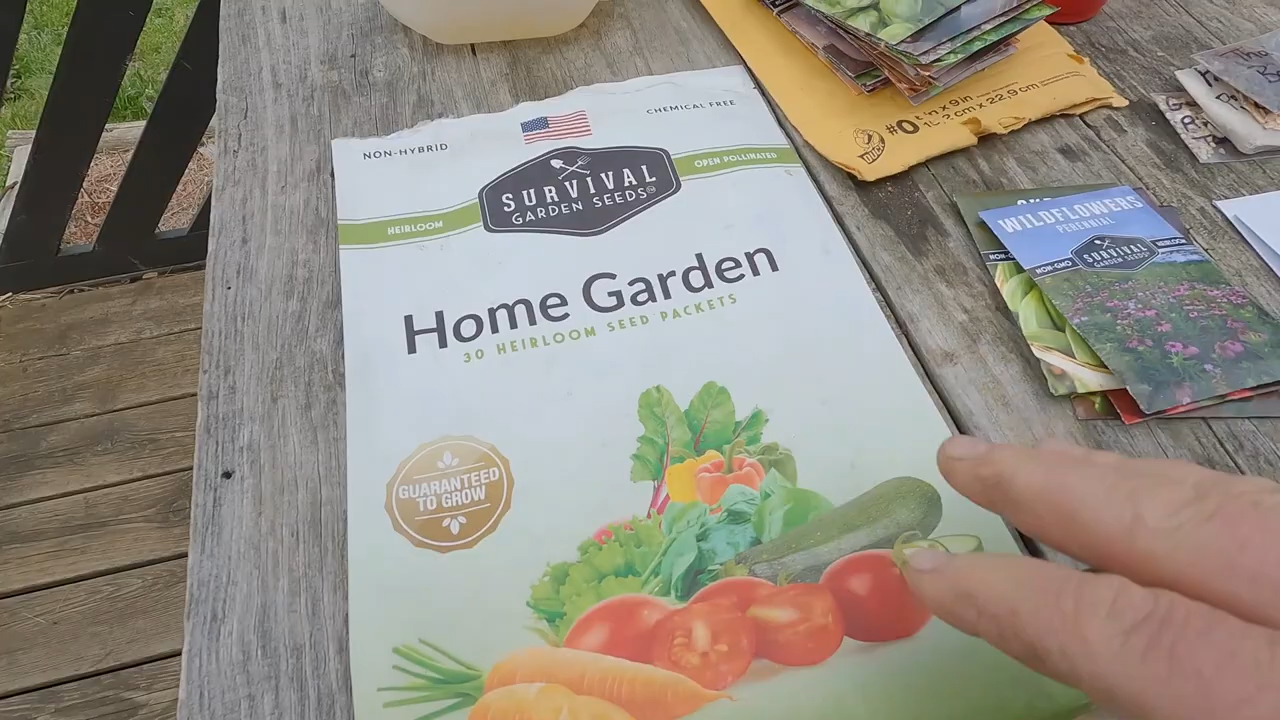 NON-HYBRID
CHEMICAL FREE
SURVIVAL
GARDEN SEEDS
HEIRLOOM
OPEN POLLINATED
Home Garden
30 HEIRLOOM SEED PACKETS
GUARANTEED
TO GROW
DUCK
#0
WILDFLOWERS
PERENNIAL
NON-GMO
SURVIVAL
GARDEN SEEDS
HEIRLOOM